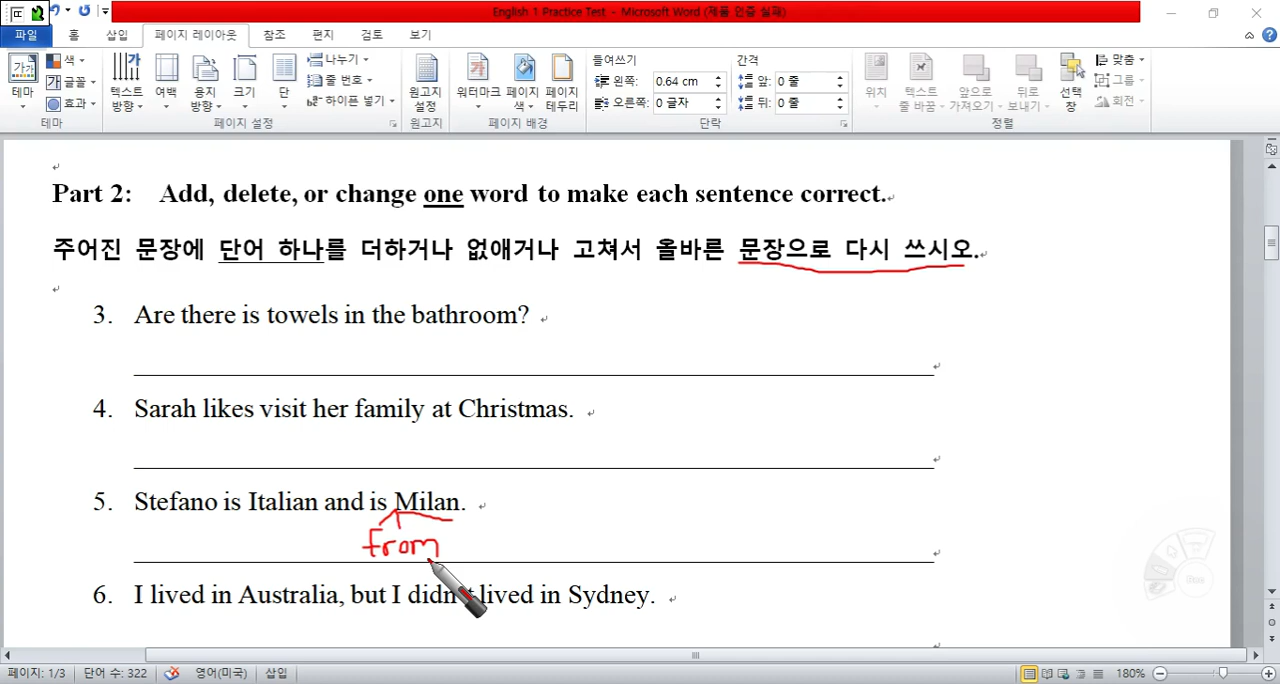 English 1 Practice Test - Microsoft Word (제품 인증 실패)
파일 홈 삽입 페이지 레이아웃 참조 편지 검토 보기
가가 테마 색 글꼴 효과 테마
텍스트 방향 여백 용지 방향 크기 단 나누기 줄 번호 하이픈 넣기 페이지 설정
원고지 설정 원고지
워터마크 페이지 색 페이지 테두리 페이지 배경
들여쓰기 간격
왼쪽: 0.64 cm 앞: 0 줄
오른쪽: 0 글자 뒤: 0 줄
단락
위치 텍스트 줄 바꿈 앞으로 가져오기 뒤로 보내기 선택 창 맞춤 그룹 회전 정렬
Part 2: Add, delete, or change one word to make each sentence correct.
주어진 문장에 단어 하나를 더하거나 없애거나 고쳐서 올바른 문장으로 다시 쓰시오.
3. Are there is towels in the bathroom?
4. Sarah likes visit her family at Christmas.
5. Stefano is Italian and is Milan.
from
6. I lived in Australia, but I didn't lived in Sydney.
페이지: 1/3 단어 수: 322 영어(미국) 삽입 180%